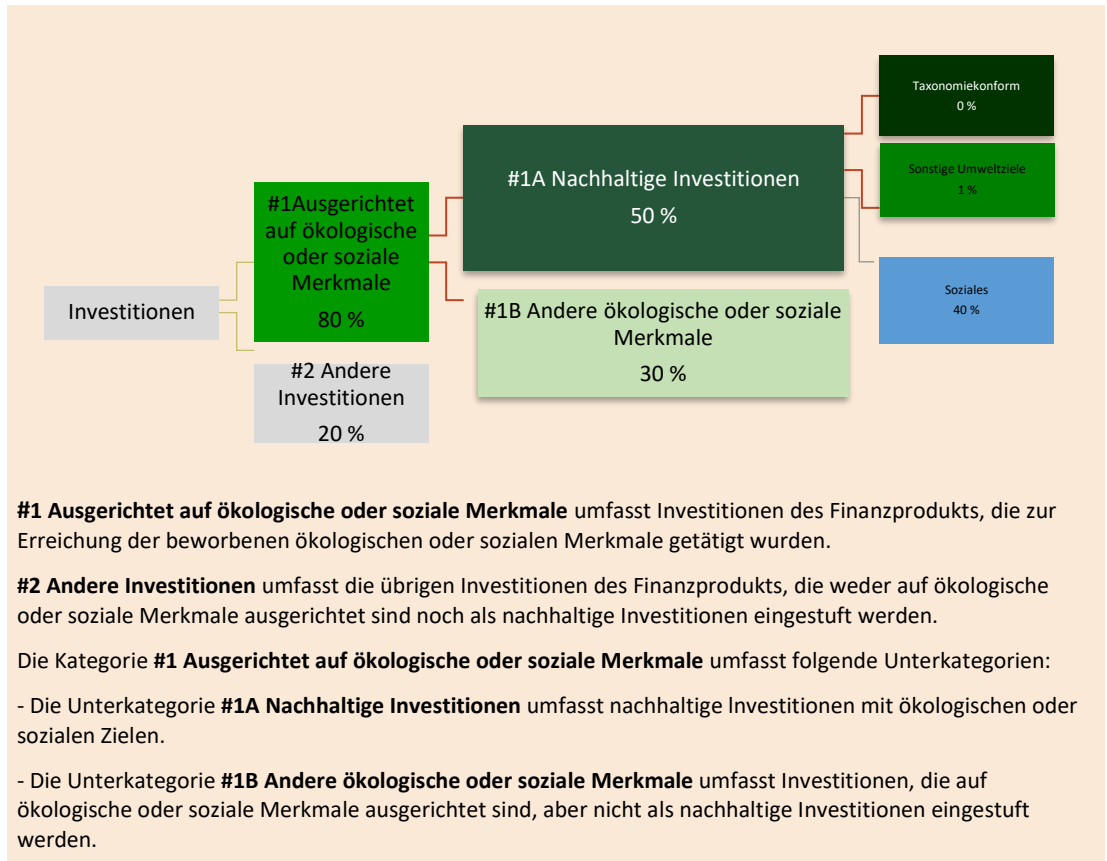 Taxonomiekonform
0 %
#1A Nachhaltige Investitionen
50 %
Sonstige Umweltziele
1 %
#1Ausgerichtet
auf ökologische
oder soziale
Merkmale
80 %
Investitionen
Soziales
40 %
#1B Andere ökologische oder soziale
Merkmale
30 %
#2 Andere
Investitionen
20 %
#1 Ausgerichtet auf ökologische oder soziale Merkmale umfasst Investitionen des Finanzprodukts, die zur
Erreichung der beworbenen ökologischen oder sozialen Merkmale getätigt wurden.
#2 Andere Investitionen umfasst die übrigen Investitionen des Finanzprodukts, die weder auf ökologische
oder soziale Merkmale ausgerichtet sind noch als nachhaltige Investitionen eingestuft werden.
Die Kategorie #1 Ausgerichtet auf ökologische oder soziale Merkmale umfasst folgende Unterkategorien:
- Die Unterkategorie #1A Nachhaltige Investitionen umfasst nachhaltige lnvestitionen mit ökologischen oder
sozialen Zielen.
- Die Unterkategorie #1B Andere ökologische oder soziale Merkmale umfasst Investitionen, die auf
ökologische oder soziale Merkmale ausgerichtet sind, aber nicht als nachhaltige Investitionen eingestuft
werden.